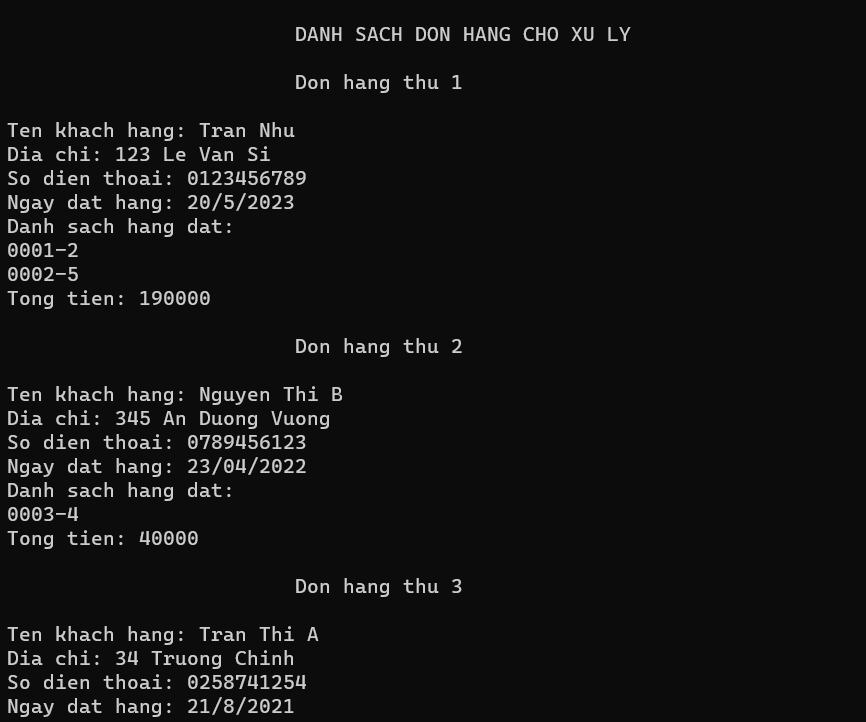 DANH SACH DON HANG CHO XU LY
Don hang thu 1
Ten khach hang: Tran Nhu
Dia chi: 123 Le Van Si
So dien thoai: 0123456789
Ngay dat hang: 20/5/2023
Danh sach hang dat:
0001-2
0002-5
Tong tien: 190000
Don hang thu 2
Ten khach hang: Nguyen Thi B
Dia chi: 345 An Duong Vuong
So dien thoai: 0789456123
Ngay dat hang: 23/04/2022
Danh sach hang dat:
0003-4
Tong tien: 40000
Don hang thu 3
Ten khach hang: Tran Thi A
Dia chi: 34 Truong Chinh
So dien thoai: 0258741254
Ngay dat hang: 21/8/2021